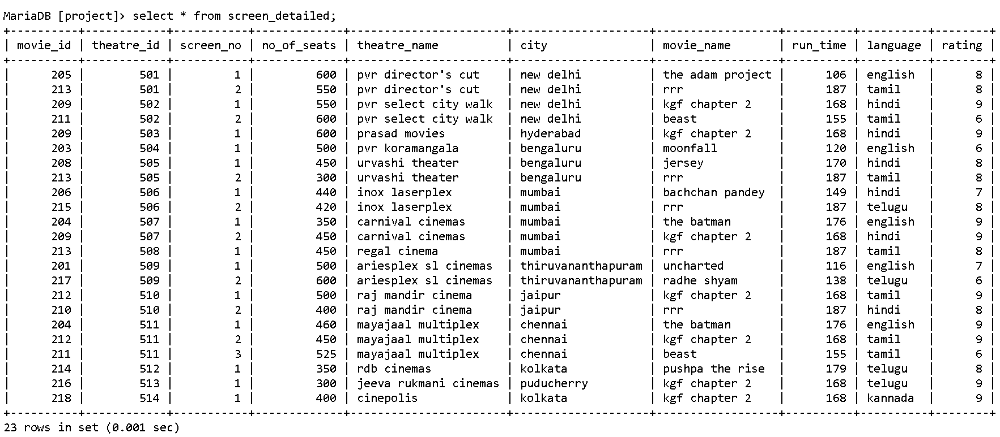 MariaDB [project]> select * from screen_detailed;
+----------+------------+-----------+-------------+-----------------------+--------------------+------------------+----------+----------+--------+
| movie_id | theatre_id | screen_no | no_of_seats | theatre_name          | city               | movie_name       | run_time | language | rating |
+----------+------------+-----------+-------------+-----------------------+--------------------+------------------+----------+----------+--------+
|      205 |        501 |         1 |         600 | pvr director's cut    | new delhi          | the adam project |      106 | english  |      8 |
|      213 |        501 |         2 |         550 | pvr director's cut    | new delhi          | rrr              |      187 | tamil    |      8 |
|      209 |        502 |         1 |         550 | pvr select city walk  | new delhi          | kgf chapter 2    |      168 | hindi    |      9 |
|      211 |        502 |         2 |         600 | pvr select city walk  | new delhi          | beast            |      155 | tamil    |      6 |
|      209 |        503 |         1 |         600 | prasad movies         | hyderabad          | kgf chapter 2    |      168 | hindi    |      9 |
|      203 |        504 |         1 |         500 | pvr koramangala       | bengaluru          | moonfall         |      120 | english  |      6 |
|      208 |        505 |         1 |         450 | urvashi theater       | bengaluru          | jersey           |      170 | hindi    |      8 |
|      213 |        505 |         2 |         300 | urvashi theater       | bengaluru          | rrr              |      187 | tamil    |      8 |
|      206 |        506 |         1 |         440 | inox laserplex        | mumbai             | bachchan pandey  |      149 | hindi    |      7 |
|      215 |        506 |         2 |         420 | inox laserplex        | mumbai             | rrr              |      187 | telugu   |      8 |
|      204 |        507 |         1 |         350 | carnival cinemas      | mumbai             | the batman       |      176 | english  |      9 |
|      209 |        507 |         2 |         450 | carnival cinemas      | mumbai             | kgf chapter 2    |      168 | hindi    |      9 |
|      213 |        508 |         1 |         450 | regal cinema          | mumbai             | rrr              |      187 | tamil    |      8 |
|      201 |        509 |         1 |         500 | ariesplex sl cinemas  | thiruvananthapuram | uncharted        |      116 | english  |      7 |
|      217 |        509 |         2 |         600 | ariesplex sl cinemas  | thiruvananthapuram | radhe shyam      |      138 | telugu   |      6 |
|      212 |        510 |         1 |         500 | raj mandir cinema     | jaipur             | kgf chapter 2    |      168 | tamil    |      9 |
|      210 |        510 |         2 |         400 | raj mandir cinema     | jaipur             | rrr              |      187 | hindi    |      8 |
|      204 |        511 |         1 |         460 | mayajaal multiplex    | chennai            | the batman       |      176 | english  |      9 |
|      212 |        511 |         2 |         450 | mayajaal multiplex    | chennai            | kgf chapter 2    |      168 | tamil    |      9 |
|      211 |        511 |         3 |         525 | mayajaal multiplex    | chennai            | beast            |      155 | tamil    |      6 |
|      214 |        512 |         1 |         350 | rdb cinemas           | kolkata            | pushpa the rise  |      179 | telugu   |      8 |
|      216 |        513 |         1 |         300 | jeeva rukmani cinemas | puducherry         | kgf chapter 2    |      168 | telugu   |      9 |
|      218 |        514 |         1 |         400 | cinepolis             | kolkata            | kgf chapter 2    |      168 | kannada  |      9 |
+----------+------------+-----------+-------------+-----------------------+--------------------+------------------+----------+----------+--------+
23 rows in set (0.001 sec)